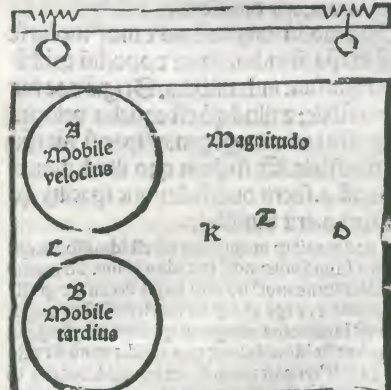 A
Mobile
velocius
Magnitudo
K T D
C
B
Mobile
tardius